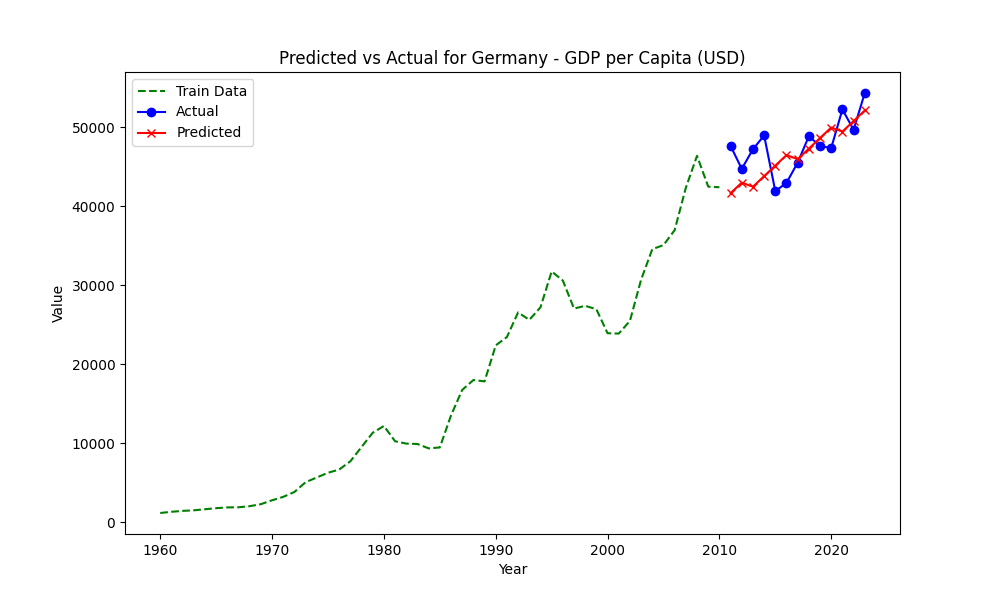 Predicted vs Actual for Germany - GDP per Capita (USD)
Train Data
Actual
Predicted
50000
40000
30000
20000
10000
0
Value
1960 1970 1980 1990 2000 2010 2020
Year